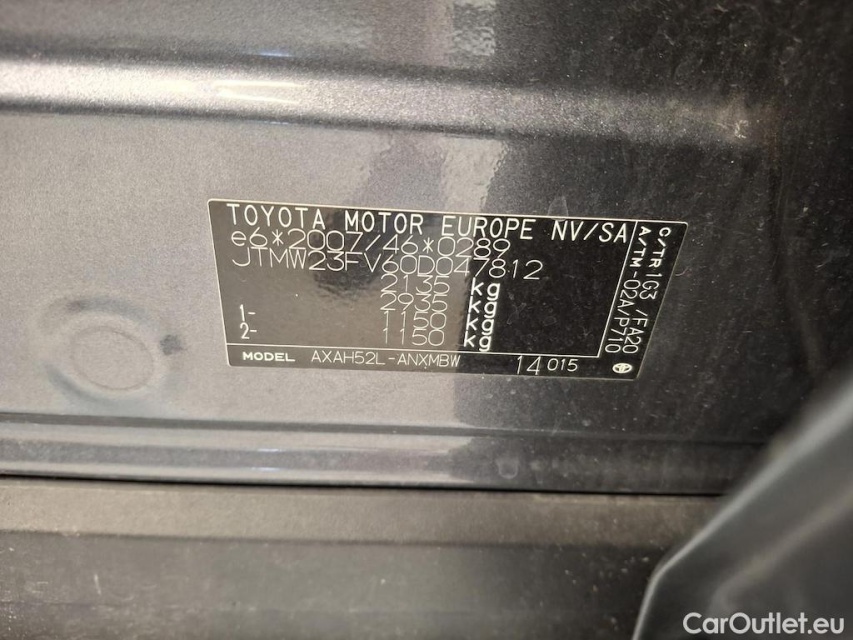 TOYOTA MOTOR EUROPE NV/SA
e6*2007/46*0289
JTMW23FV60D047812
2135 kg
2935 kg
1- 1150 kg
2- 1150 kg
MODEL AXAH52L-ANXMBW
14 015
C/TR 1G3 /FA20
A/TM -02A/P710
CarOutlet.eu